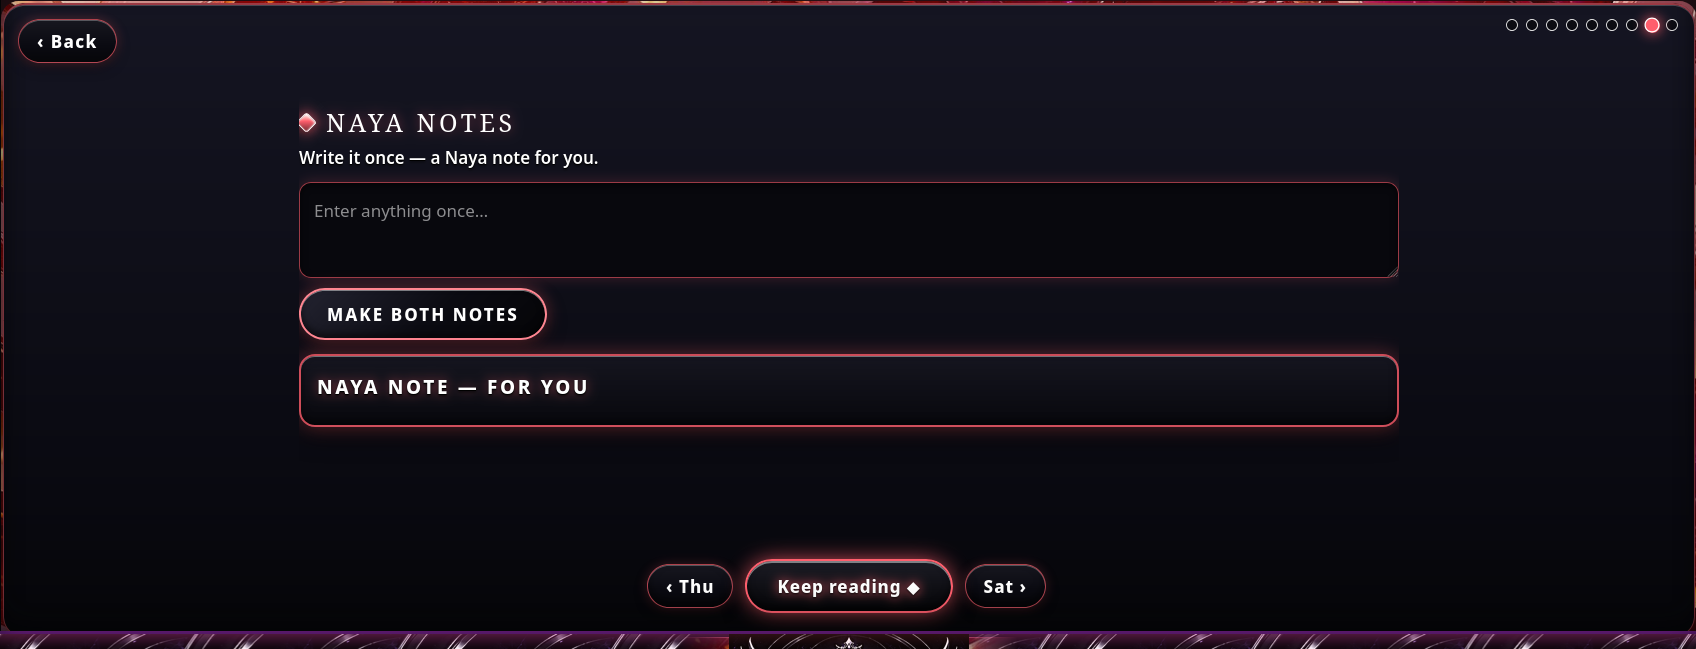 ‹ Back
NAYA NOTES
Write it once — a Naya note for you.
Enter anything once...
MAKE BOTH NOTES
NAYA NOTE — FOR YOU
‹ Thu
Keep reading ◆
Sat ›